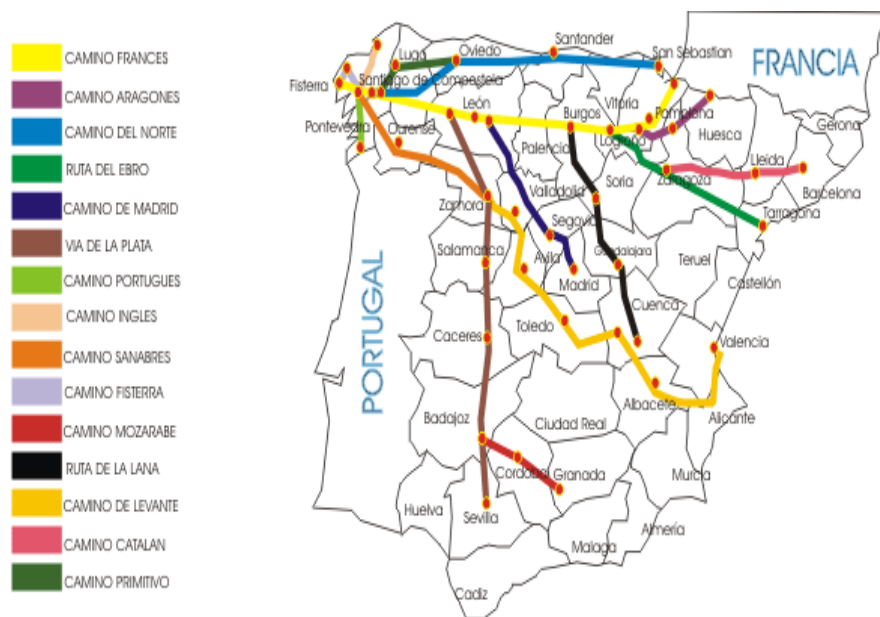 CAMINO FRANCES
CAMINO ARAGONES
CAMINO DEL NORTE
RUTA DEL EBRO
CAMINO DE MADRID
VIA DE LA PLATA
CAMINO PORTUGUES
CAMINO INGLES
CAMINO SANABRES
CAMINO FISTERRA
CAMINO MOZARABE
RUTA DE LA LANA
CAMINO DE LEVANTE
CAMINO CATALAN
CAMINO PRIMITIVO
Santander
Lugo
Oviedo
San Sebastian
FRANCIA
Fisterra
Santiago de Compostela
León
Burgos
Vitoria
Pamplona
Huesca
Gerona
Pontevedra
Ourense
Palencia
Logroño
Lleida
Zaragoza
Barcelona
Soria
Valladolid
Zamora
Segovia
Tarragona
Salamanca
Avila
Guadalajara
Teruel
Madrid
Castellón
Cuenca
PORTUGAL
Toledo
Caceres
Valencia
Albacete
Badajoz
Ciudad Real
Alicante
Cordoba
Granada
Murcia
Huelva
Sevilla
Almería
Malaga
Cadiz